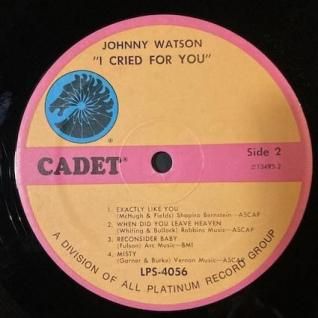 JOHNNY WATSON
"I CRIED FOR YOU"
CADET®
Side 2
1. EXACTLY LIKE YOU
(McHugh & Fields) Shapiro Bernstein—ASCAP
2. WHEN DID YOU LEAVE HEAVEN
(Whiting & Bullock) Robbins Music—ASCAP
3. RECONSIDER BABY
(Fulson) Arc Music—BMI
4. MISTY
(Garner & Burke) Vernon Music—ASCAP
LPS-4056
A DIVISION OF ALL PLATINUM RECORD GROUP